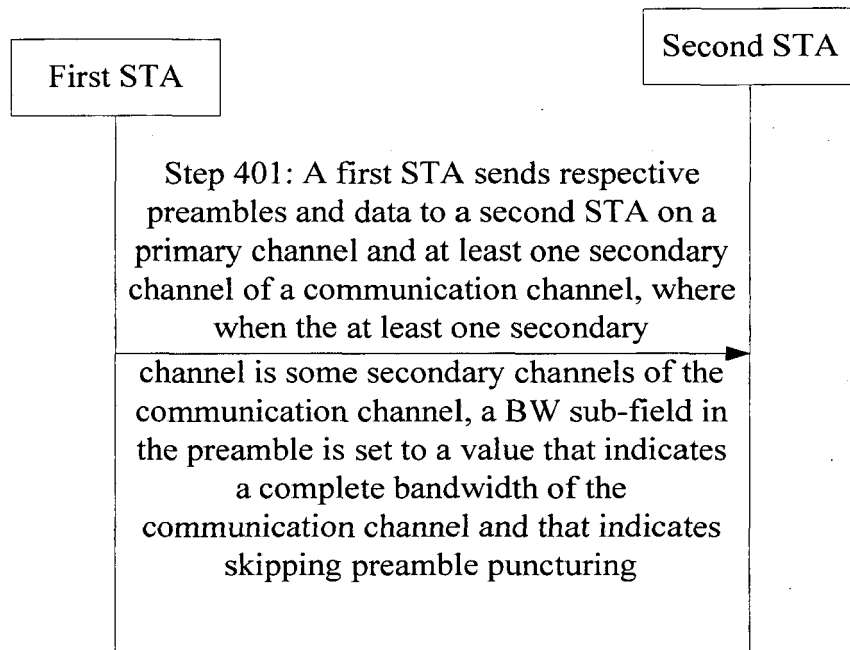 First STA
Second STA
Step 401: A first STA sends respective
preambles and data to a second STA on a
primary channel and at least one secondary
channel of a communication channel, where
when the at least one secondary
channel is some secondary channels of the
communication channel, a BW sub-field in
the preamble is set to a value that indicates
a complete bandwidth of the
communication channel and that indicates
skipping preamble puncturing